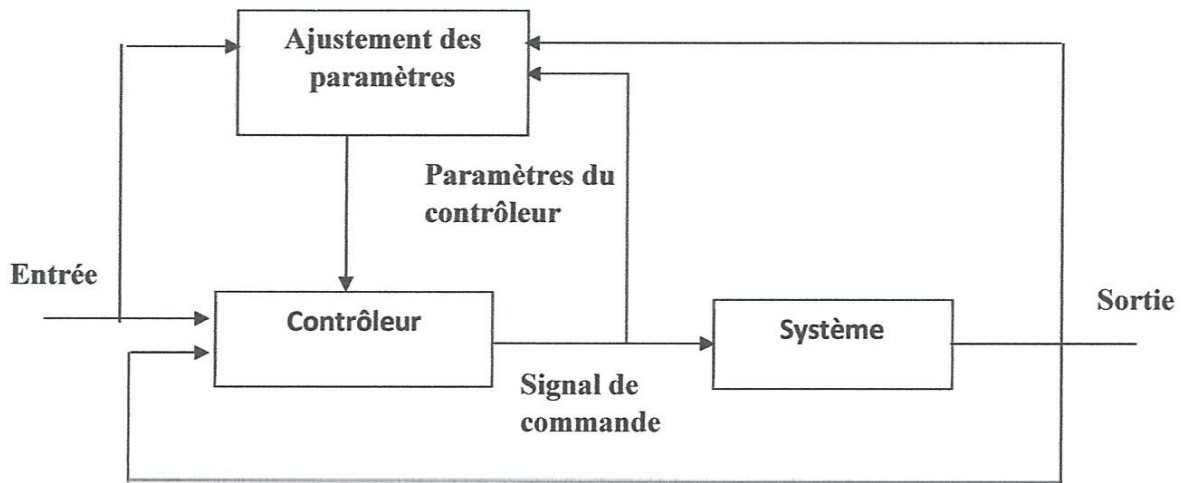 Ajustement des
paramètres
Paramètres du
contrôleur
Entrée
Contrôleur
Système
Sortie
Signal de
commande